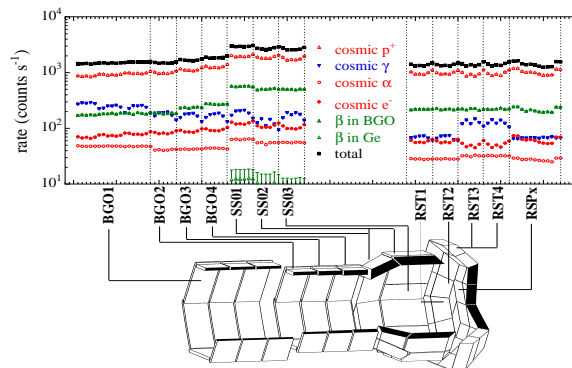 10⁴
10³
10²
10¹
rate (counts s⁻¹)
cosmic p⁺
cosmic γ
cosmic α
cosmic e⁻
β in BGO
β in Ge
total
BGO1
BGO2
BGO3
BGO4
SS01
SS02
SS03
RST1
RST2
RST3
RST4
RSPx